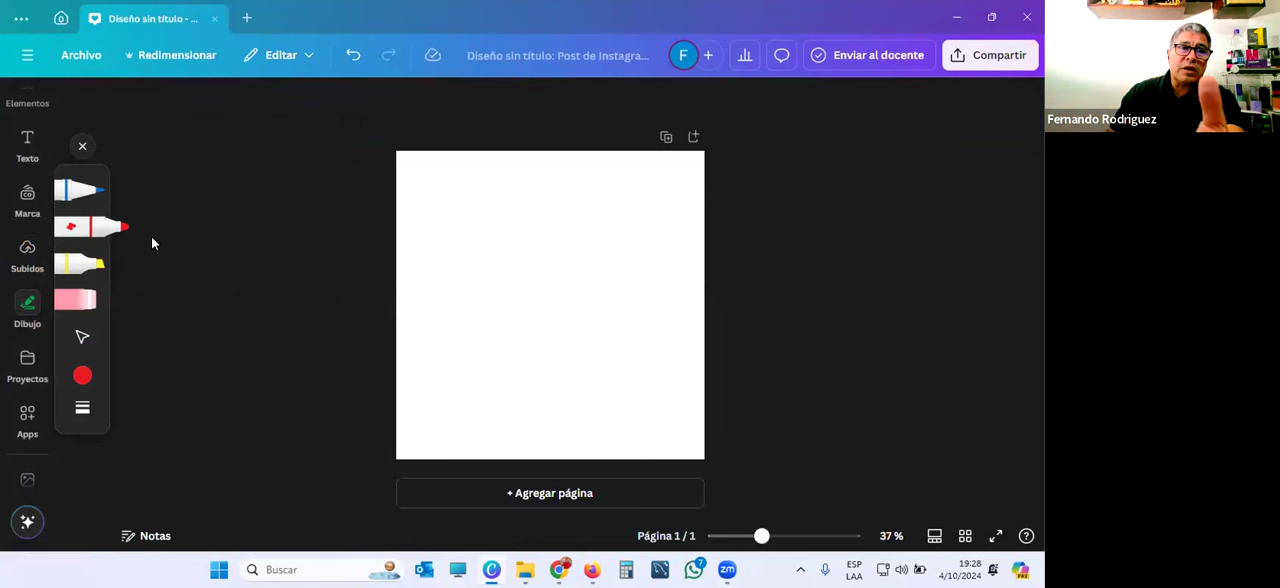 Diseño sin título - ...
Archivo
Redimensionar
Editar
Diseño sin título: Post de Instagra...
F
Enviar al docente
Compartir
Elementos
Texto
Marca
Subidos
Dibujo
Proyectos
Apps
+ Agregar página
Notas
Página 1 / 1
37 %
Fernando Rodriguez
Buscar
7
zm
ESP
LAA
19:28
4/10/2024